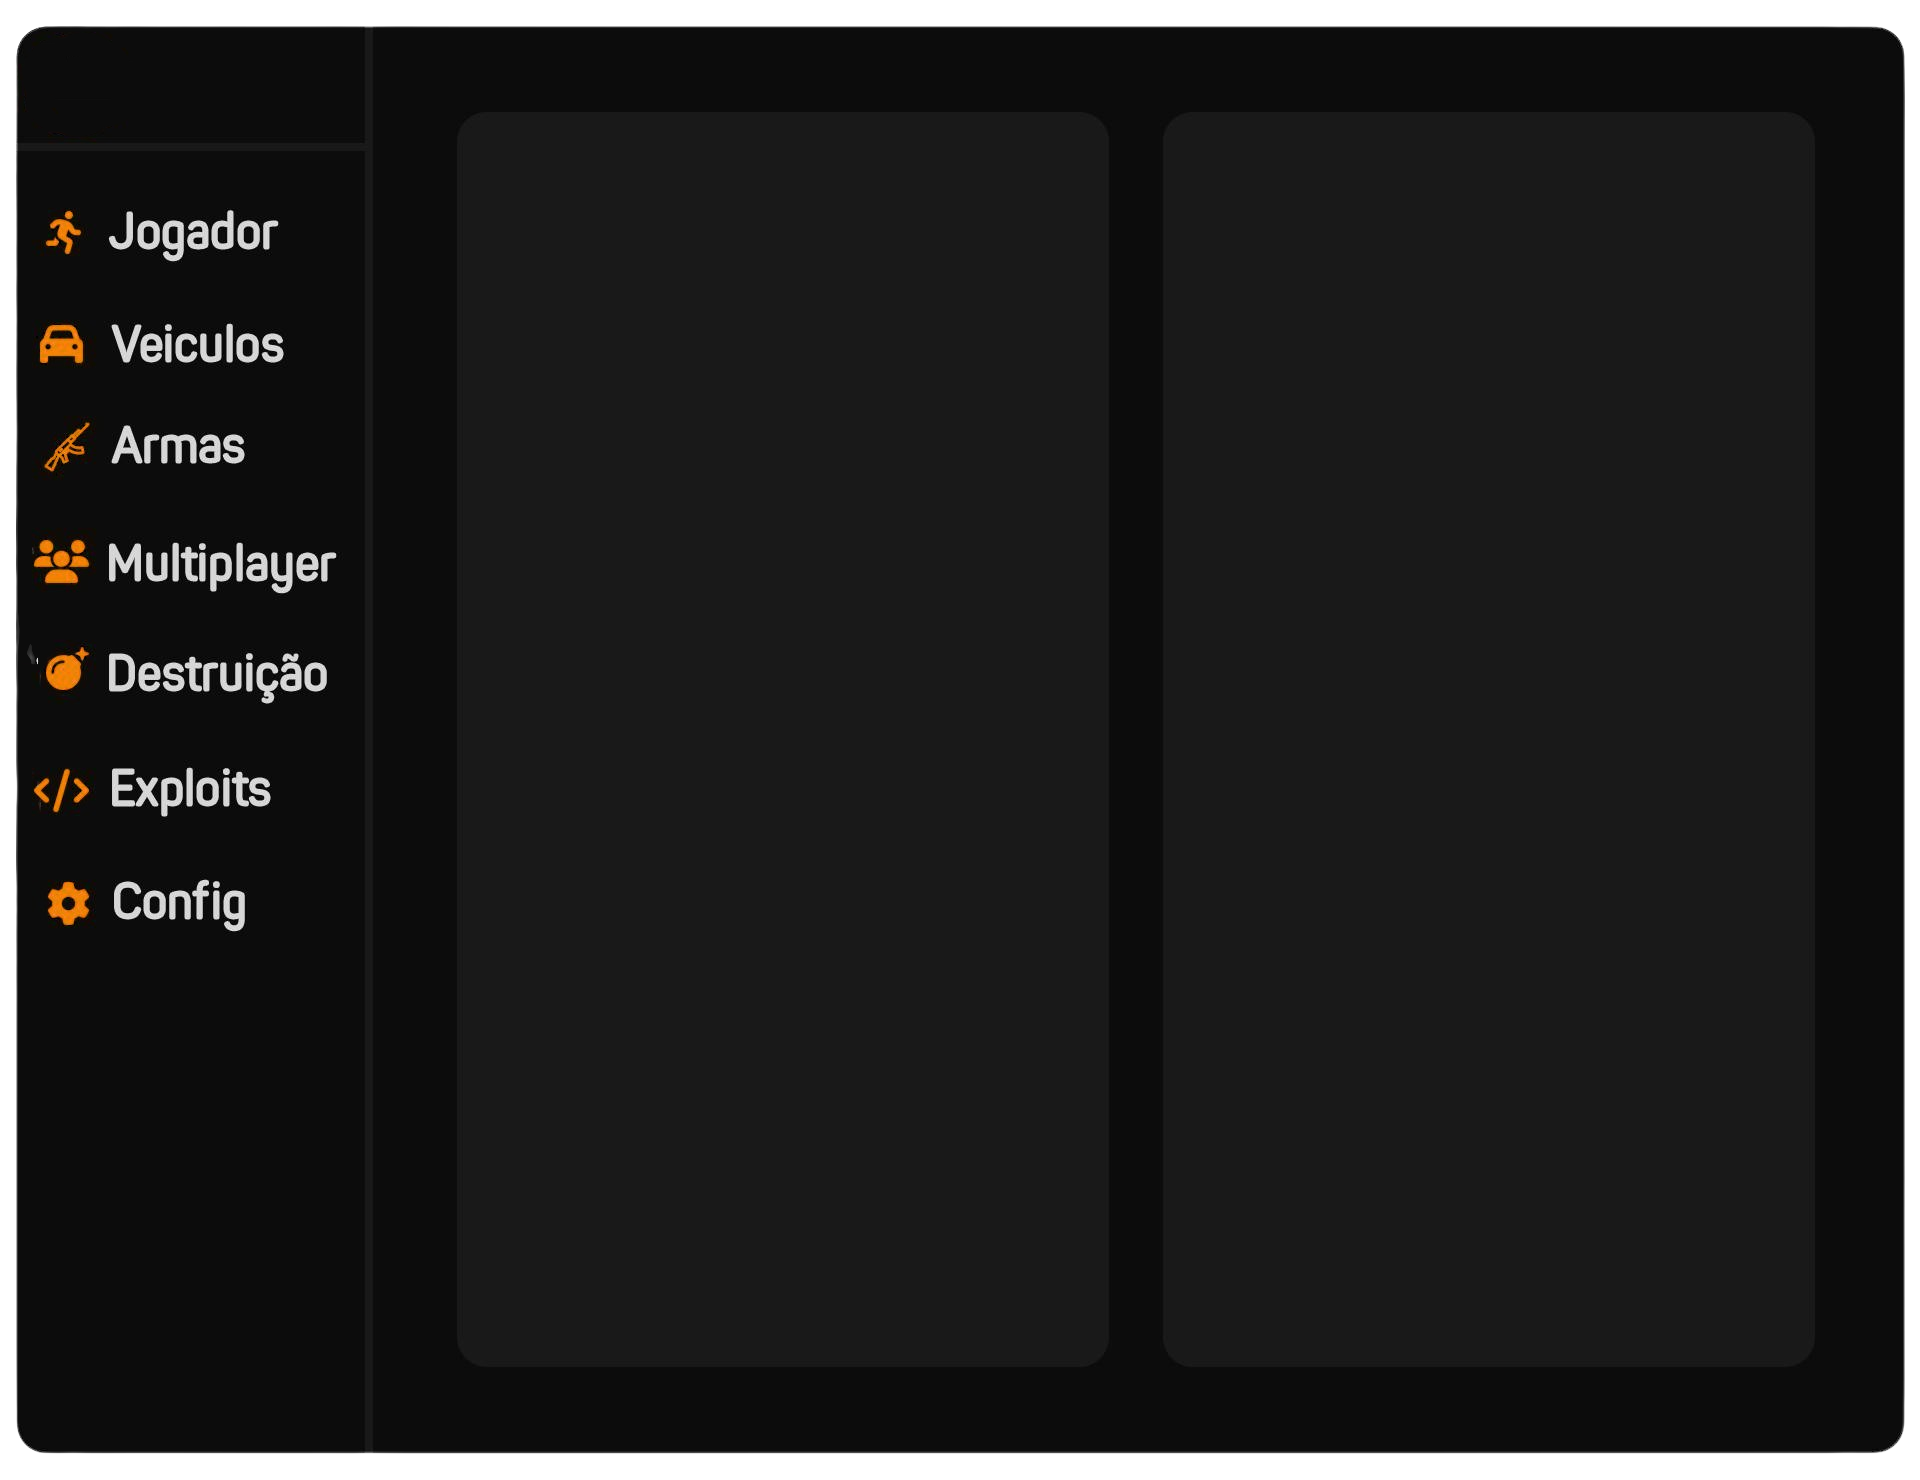 Jogador
Veiculos
Armas
Multiplayer
Destruição
Exploits
Config